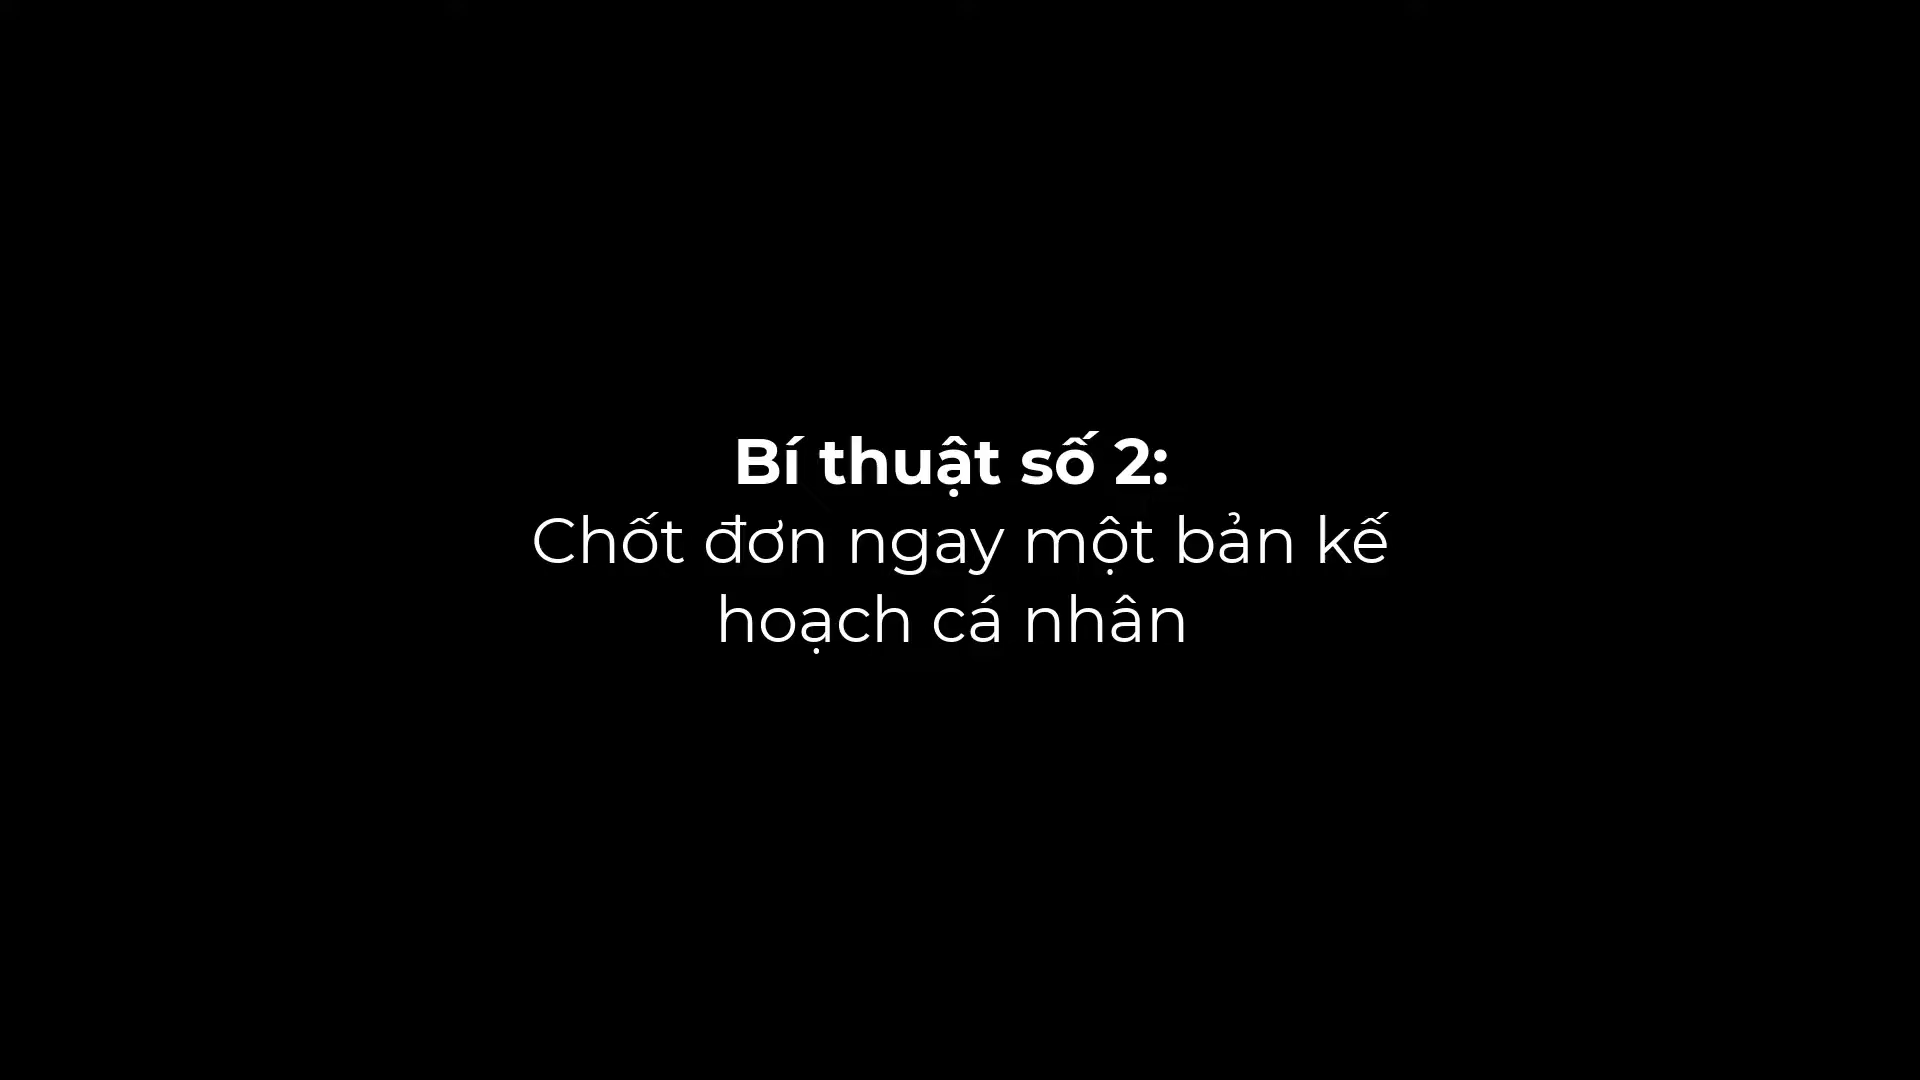 Bí thuật số 2:
Chốt đơn ngay một bản kế
hoạch cá nhân